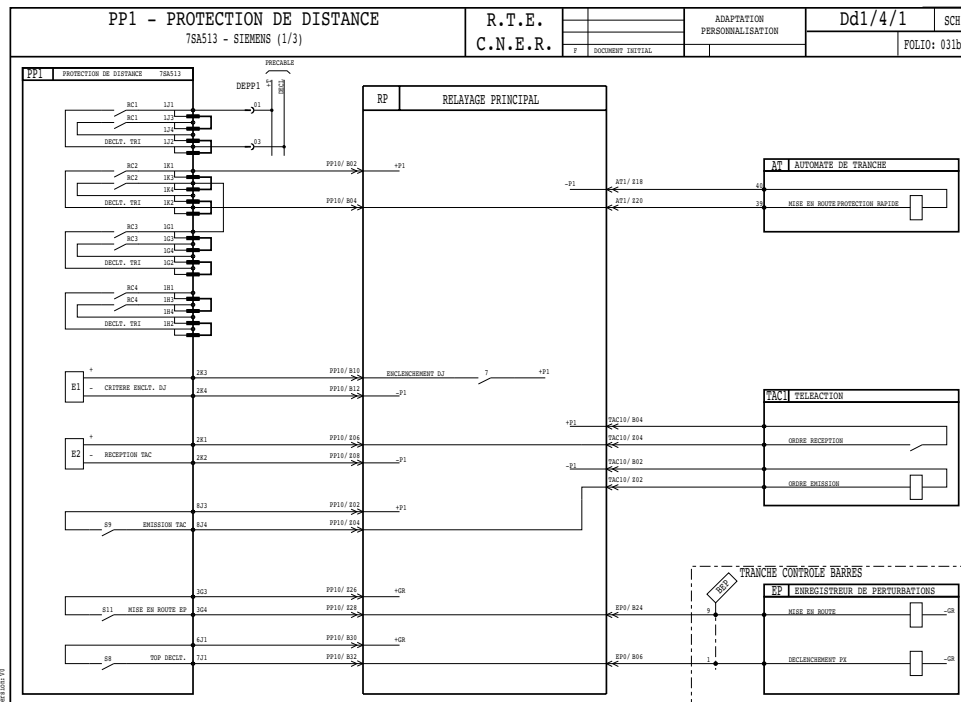 PP1 - PROTECTION DE DISTANCE
7SA513 - SIEMENS (1/3)
R.T.E.
C.N.E.R.
F DOCUMENT INITIAL
ADAPTATION
PERSONNALISATION
Dd1/4/1
SCH
FOLIO: 031b
PP1 PROTECTION DE DISTANCE 7SA513
PRECABLE
DEPP1
DECL
RP RELAYAGE PRINCIPAL
RC1 1J1
01
RC1 1J3
1J4
DECLT. TRI 1J2
03
RC2 1K1
PP10/B02
+P1
RC2 1K3
1K4
DECLT. TRI 1K2
PP10/B04
-P1
AT1/Z18
AT1/Z20
AT AUTOMATE DE TRANCHE
40
39
MISE EN ROUTE PROTECTION RAPIDE
RC3 1G1
RC3 1G3
1G4
DECLT. TRI 1G2
RC4 1H1
RC4 1H3
1H4
DECLT. TRI 1H2
E1
+
-
CRITERE ENCLT. DJ
2K3
2K4
PP10/B10
PP10/B12
ENCLENCHEMENT DJ
7
+P1
-P1
TAC1 TELEACTION
+P1
TAC10/B04
TAC10/Z04
ORDRE RECEPTION
E2
+
-
RECEPTION TAC
2K1
2K2
PP10/Z06
PP10/Z08
-P1
-P1
TAC10/B02
TAC10/Z02
ORDRE EMISSION
8J3
PP10/Z02
+P1
S9 EMISSION TAC 8J4
PP10/Z04
TRANCHE CONTROLE BARRES
BEP
EP ENREGISTREUR DE PERTURBATIONS
3G3
PP10/Z26
+GR
S11 MISE EN ROUTE EP 3G4
PP10/Z28
EP0/B24
9
MISE EN ROUTE
-GR
6J1
PP10/B30
+GR
S8 TOP DECLT. 7J1
PP10/B32
EP0/B06
1
DECLENCHEMENT PX
-GR